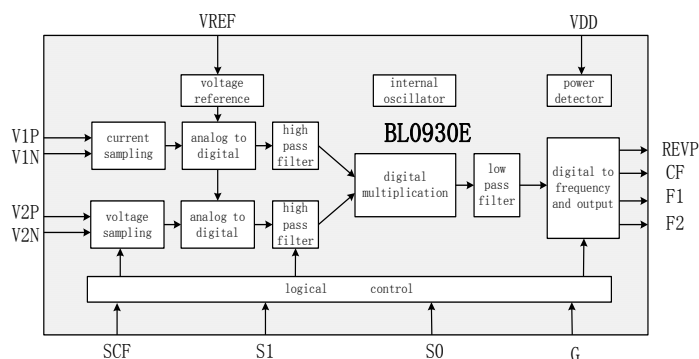 VREF
VDD
voltage
reference
internal
oscillator
power
detector
BL0930E
V1P
V1N
current
sampling
analog to
digital
high
pass
filter
REVP
CF
F1
F2
digital
multiplication
low
pass
filter
digital to
frequency
and output
V2P
V2N
voltage
sampling
analog to
digital
high
pass
filter
logical control
SCF
S1
S0
G